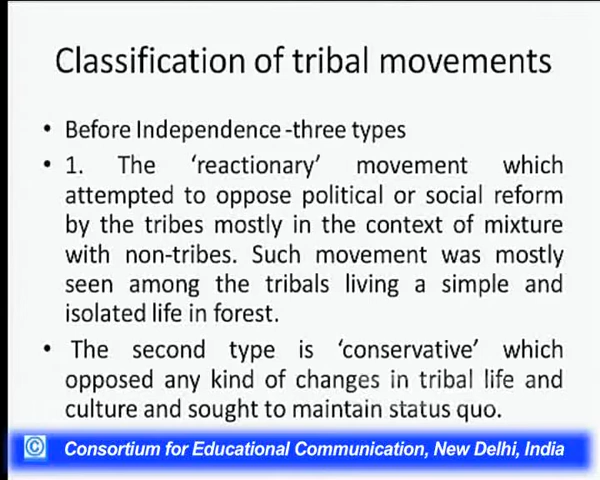 Classification of tribal movements
• Before Independence -three types
• 1. The ‘reactionary’ movement which
attempted to oppose political or social reform
by the tribes mostly in the context of mixture
with non-tribes. Such movement was mostly
seen among the tribals living a simple and
isolated life in forest.
• The second type is ‘conservative’ which
opposed any kind of changes in tribal life and
culture and sought to maintain status quo.
© Consortium for Educational Communication, New Delhi, India